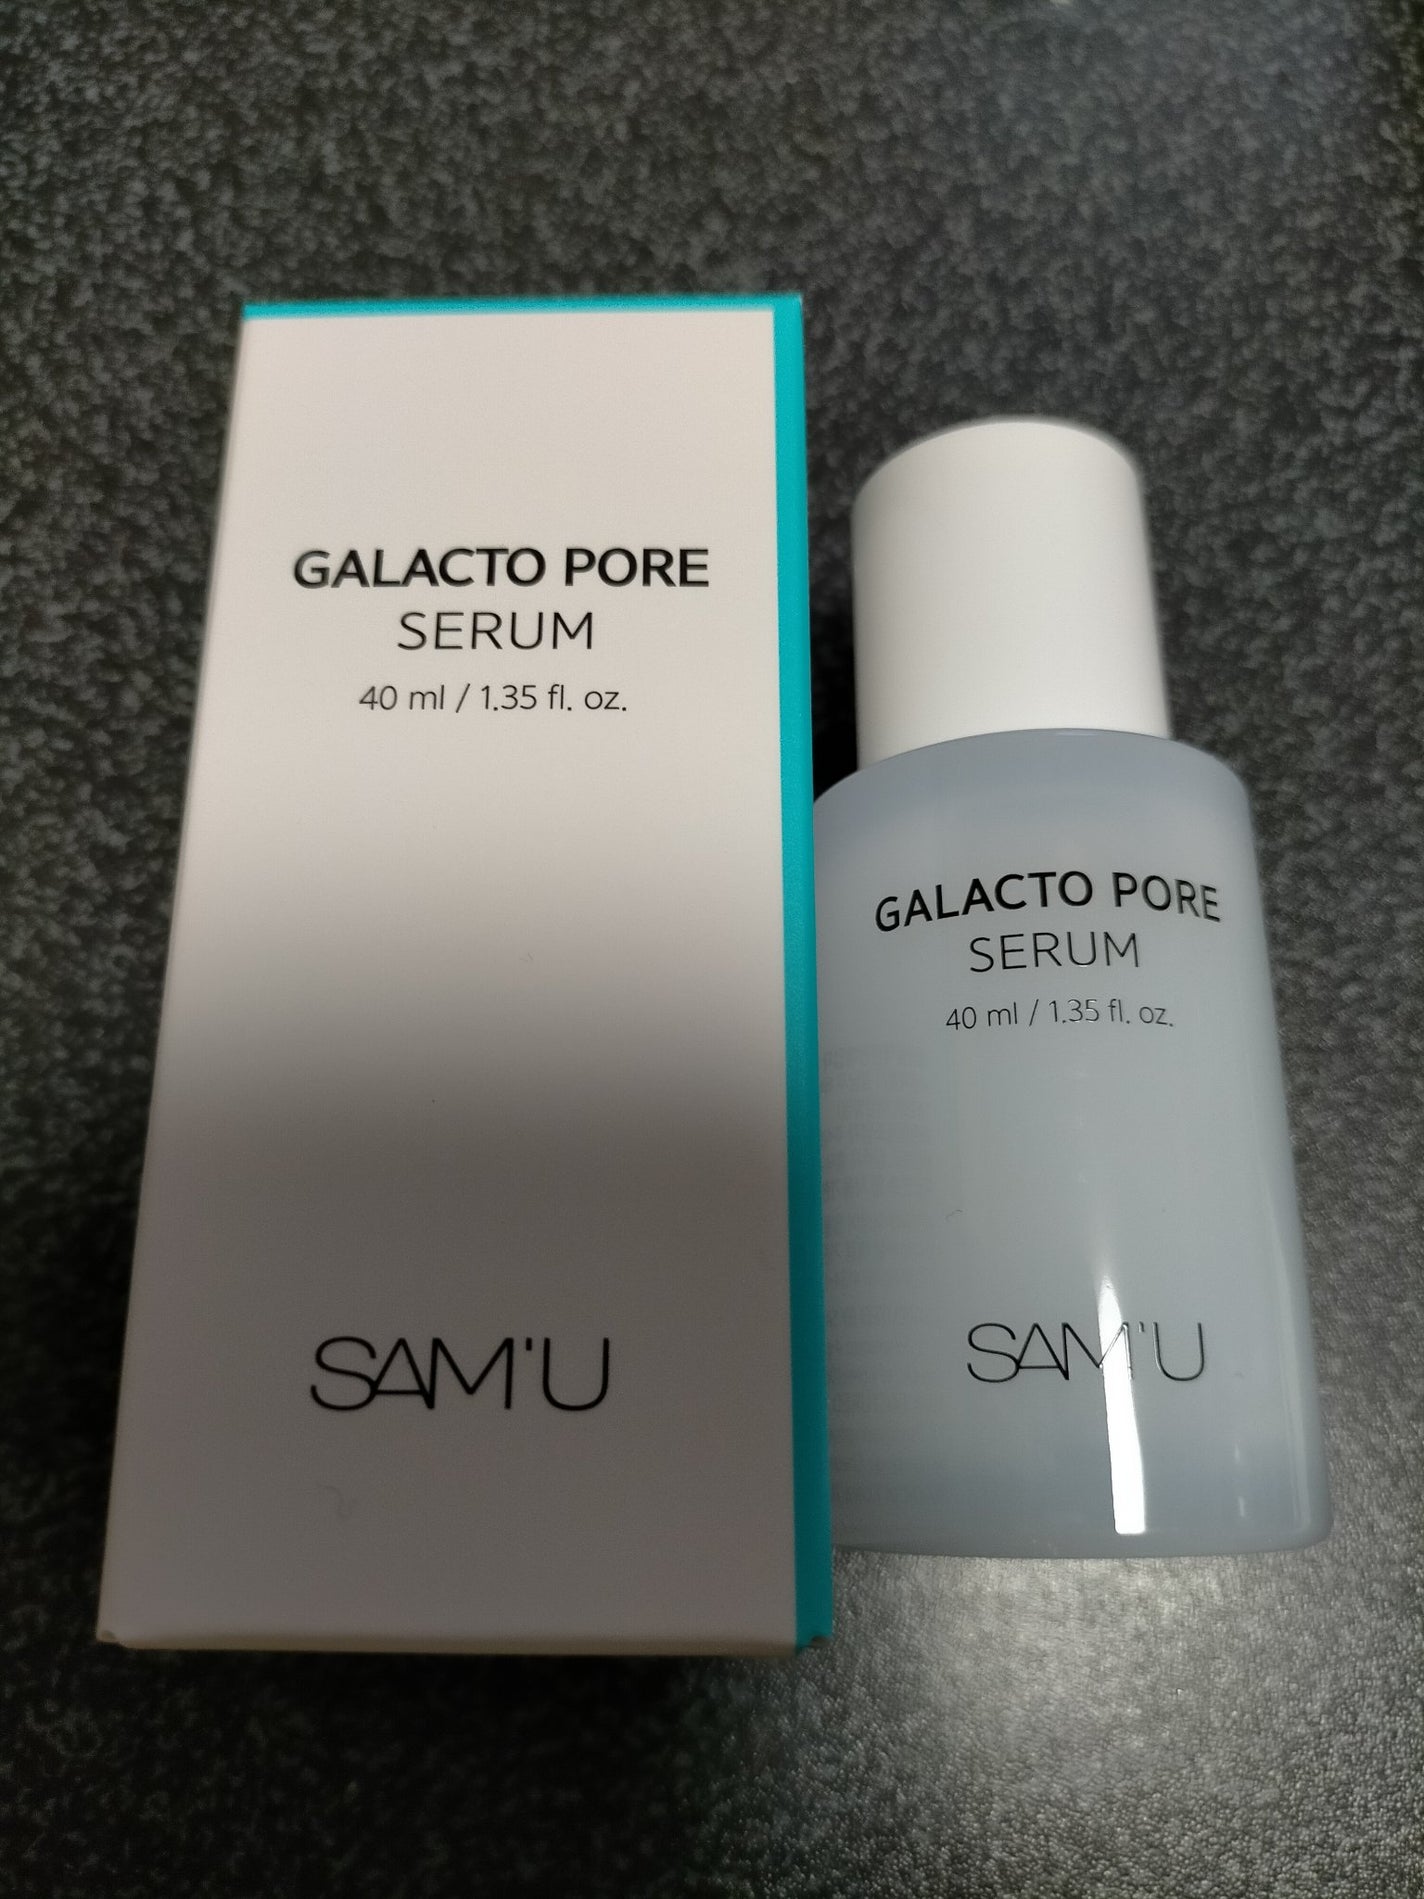 GALACTO PORE
SERUM
40 ml / 1.35 fl. oz.
SAM'U
GALACTO PORE
SERUM
40 ml / 1.35 fl. oz.
SAM'U